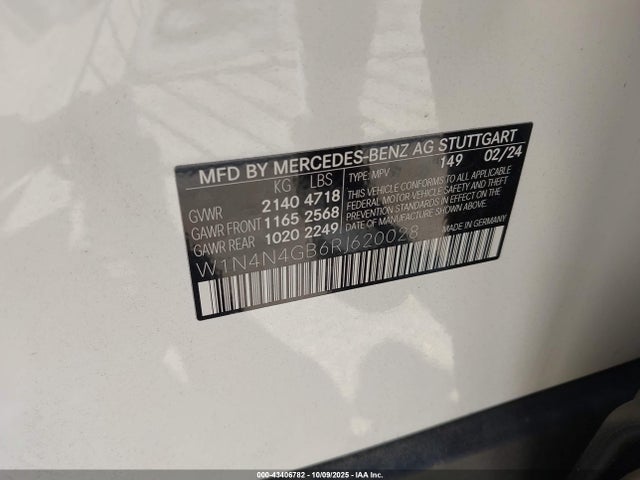 MFD BY MERCEDES-BENZ AG STUTTGART
KG LBS 149 02/24
GVWR 2140 4718 TYPE: MPV
GAWR FRONT 1165 2568
GAWR REAR 1020 2249
THIS VEHICLE CONFORMS TO ALL APPLICABLE
FEDERAL MOTOR VEHICLE SAFETY AND THEFT
PREVENTION STANDARDS IN EFFECT ON THE
DATE OF MANUFACTURE SHOWN ABOVE.
W1N4N4GB6RJ620028
MADE IN GERMANY
000-43406782 - 10/09/2025 - IAA Inc.